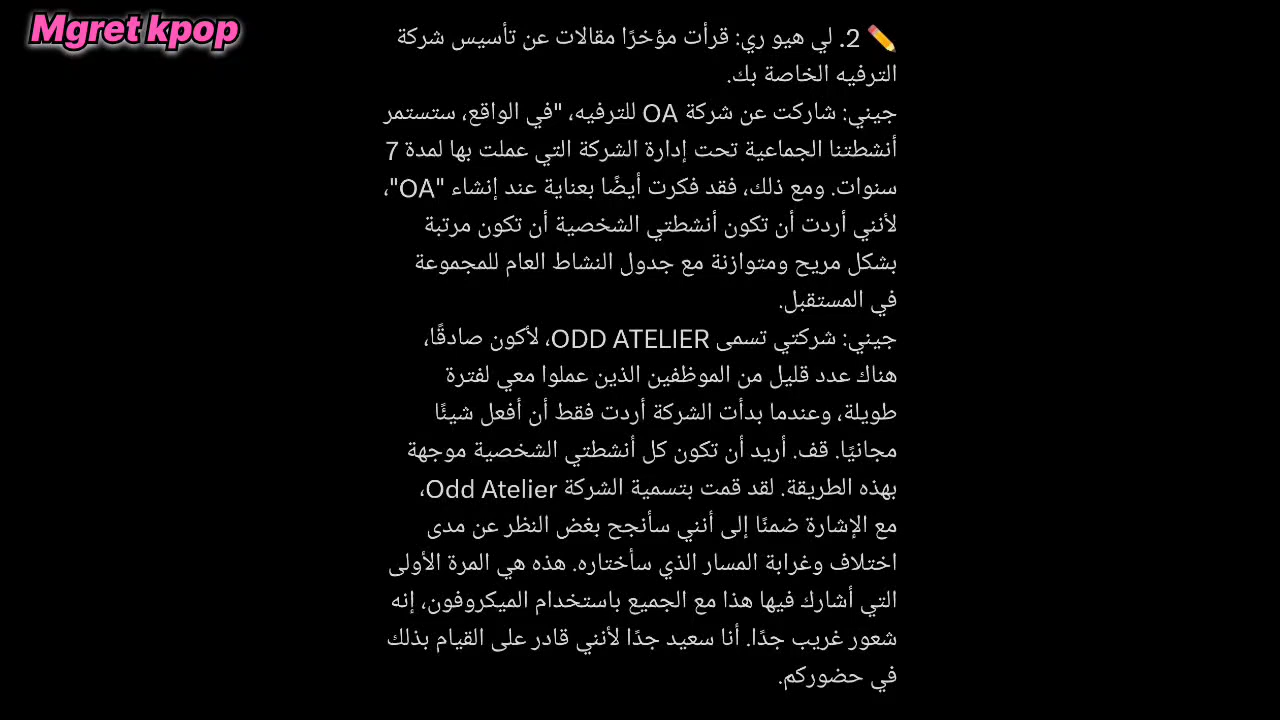 Mgret kpop
✏️ 2. لي هيو ري: قرأت مؤخرًا مقالات عن تأسيس شركة
الترفيه الخاصة بك.
جيني: شاركت عن شركة OA للترفيه، "في الواقع، ستستمر
أنشطتنا الجماعية تحت إدارة الشركة التي عملت بها لمدة 7
سنوات. ومع ذلك، فقد فكرت أيضًا بعناية عند إنشاء "OA"،
لأنني أردت أن تكون أنشطتي الشخصية أن تكون مرتبة
بشكل مريح ومتوازنة مع جدول النشاط العام للمجموعة
في المستقبل.
جيني: شركتي تسمى ODD ATELIER، لأكون صادقًا،
هناك عدد قليل من الموظفين الذين عملوا معي لفترة
طويلة، وعندما بدأت الشركة أردت فقط أن أفعل شيئًا
مجانيًا. قف. أريد أن تكون كل أنشطتي الشخصية موجهة
بهذه الطريقة. لقد قمت بتسمية الشركة Odd Atelier،
مع الإشارة ضمنًا إلى أنني سأنجح بغض النظر عن مدى
اختلاف وغرابة المسار الذي سأختاره. هذه هي المرة الأولى
التي أشارك فيها هذا مع الجميع باستخدام الميكروفون، إنه
شعور غريب جدًا. أنا سعيد جدًا لأنني قادر على القيام بذلك
في حضوركم.